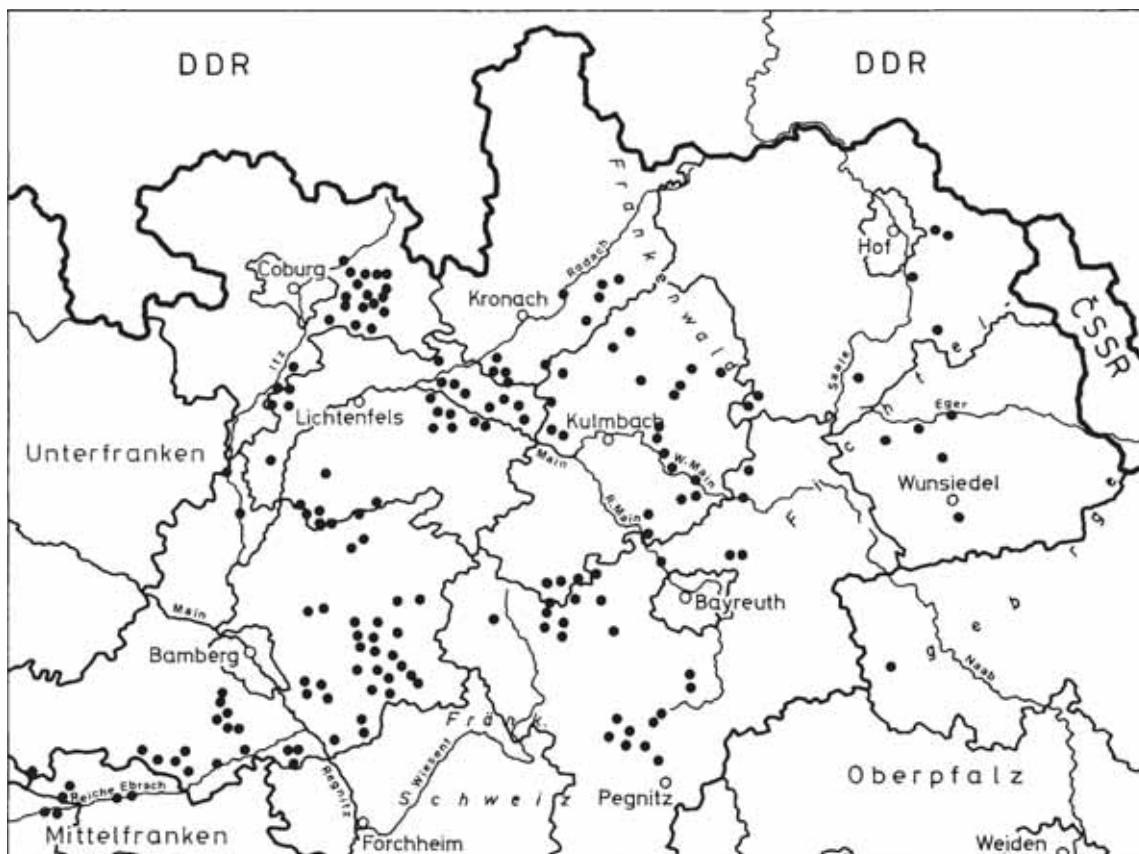 DDR
DDR
Frankenwald
Hof
Coburg
Rodach
Kronach
ČSSR
Itz
Saale
Lichtenfels
Eger
Kulmbach
Unterfranken
Main
W.-Main
Wunsiedel
R.Main
Fichtelgebirge
Main
Bayreuth
Bamberg
Naab
Fränk.
Wiesent
Regnitz
Reiche Ebrach
Schweiz
Pegnitz
Oberpfalz
Mittelfranken
Forchheim
Weiden